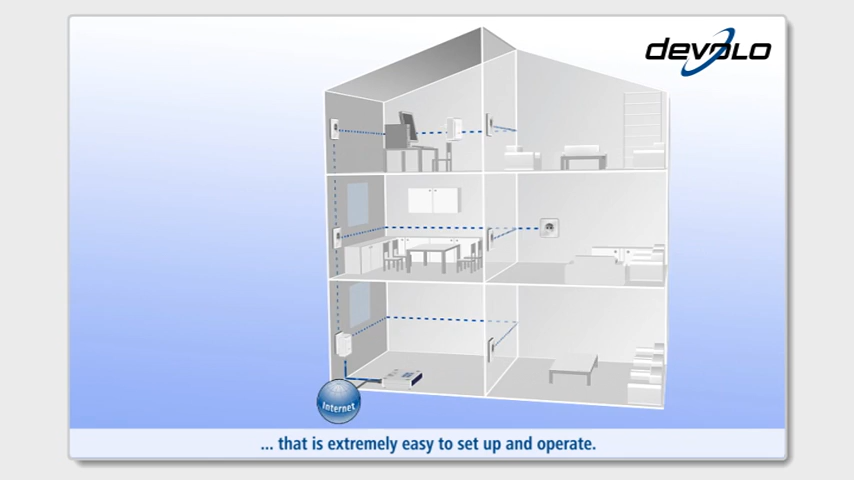 devolo
Internet
... that is extremely easy to set up and operate.